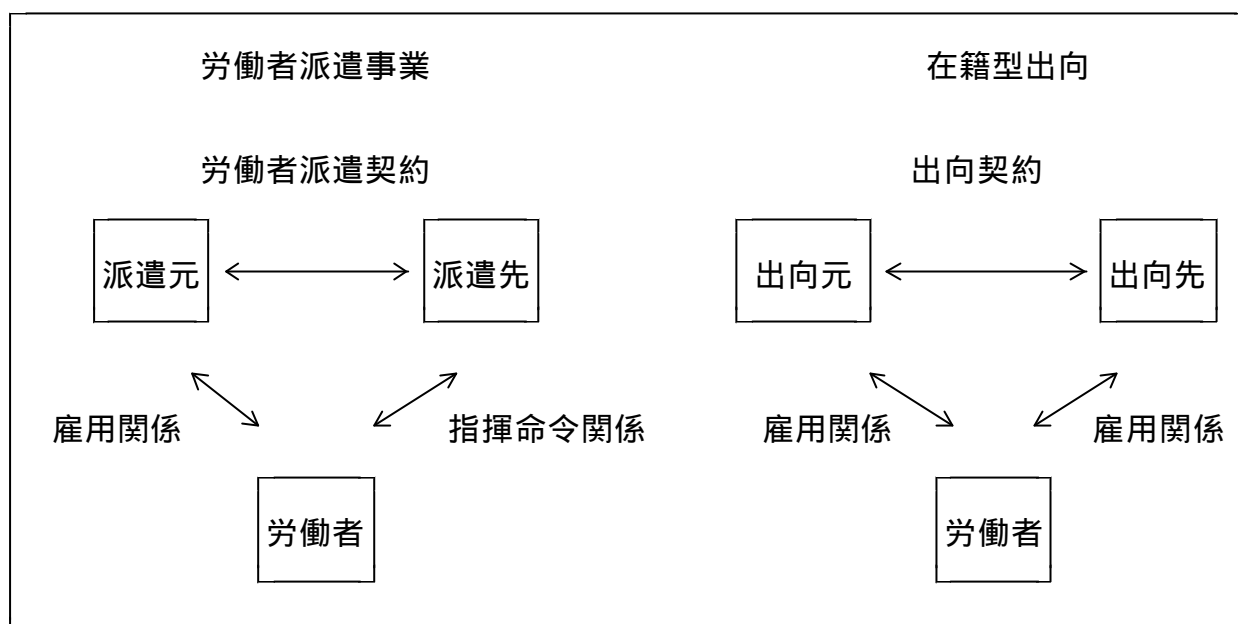 労働者派遣事業
在籍型出向
労働者派遣契約
出向契約
派遣元
派遣先
出向元
出向先
雇用関係
指揮命令関係
雇用関係
雇用関係
労働者
労働者